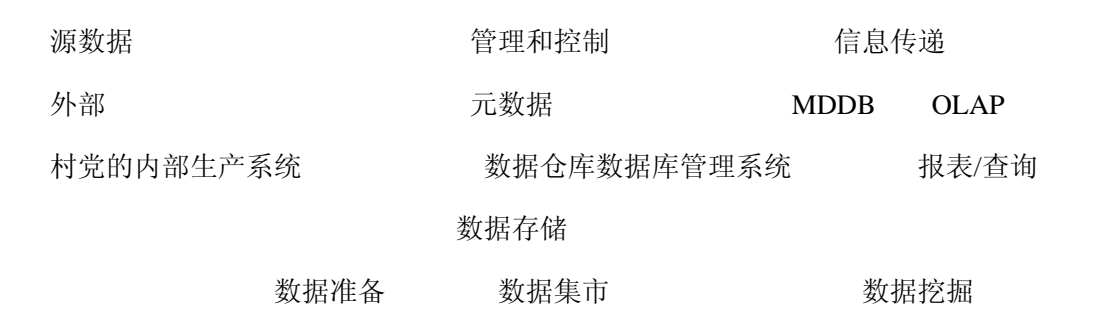 源数据 管理和控制 信息传递
外部 元数据 MDDB OLAP
村党的内部生产系统 数据仓库数据库管理系统 报表/查询
数据存储
数据准备 数据集市 数据挖掘